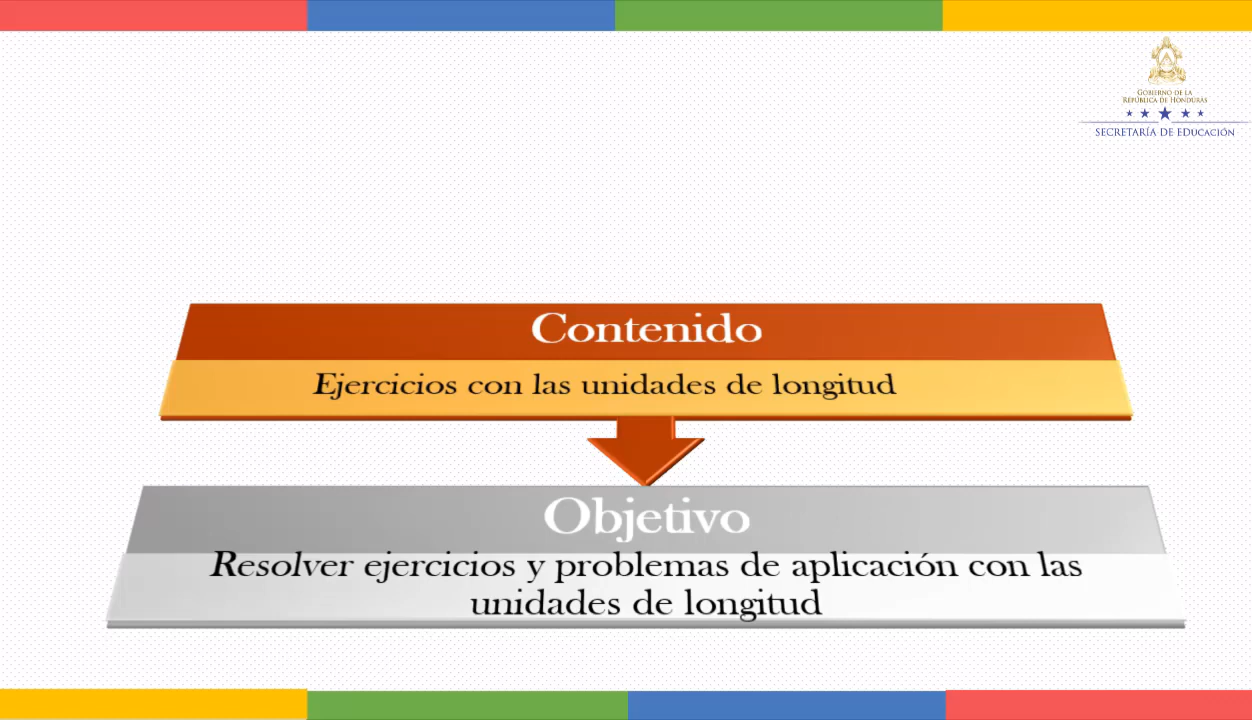 GOBIERNO DE LA
REPÚBLICA DE HONDURAS
SECRETARÍA DE EDUCACIÓN
Contenido
Ejercicios con las unidades de longitud
Objetivo
Resolver ejercicios y problemas de aplicación con las
unidades de longitud